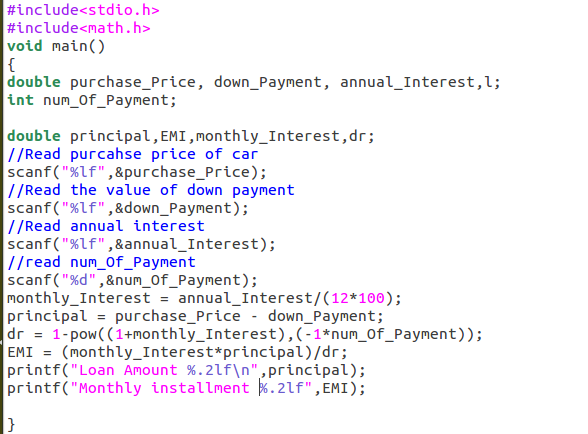 #include<stdio.h>
#include<math.h>
void main()
{
double purchase_Price, down_Payment, annual_Interest,l;
int num_Of_Payment;
double principal,EMI,monthly_Interest,dr;
//Read purcahse price of car
scanf("%lf",&purchase_Price);
//Read the value of down payment
scanf("%lf",&down_Payment);
//Read annual interest
scanf("%lf",&annual_Interest);
//read num_Of_Payment
scanf("%d",&num_Of_Payment);
monthly_Interest = annual_Interest/(12*100);
principal = purchase_Price - down_Payment;
dr = 1-pow((1+monthly_Interest),(-1*num_Of_Payment));
EMI = (monthly_Interest*principal)/dr;
printf("Loan Amount %.2lf\n",principal);
printf("Monthly installment %.2lf",EMI);
}